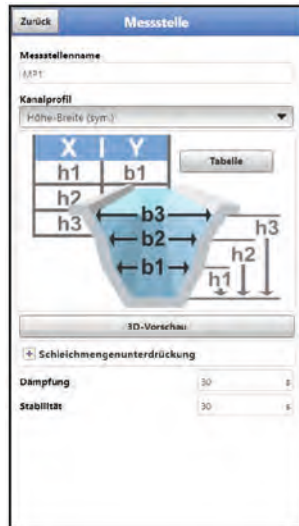 Zurück Messstelle
Messstellenname
MP1
Kanalprofil
Höhe-Breite (sym.)
X Y
h1 b1
h2
h3
Tabelle
b3
b2
b1
h3
h2
h1
3D-Vorschau
+ Schleichmengenunterdrückung
Dämpfung 30 s
Stabilität 30 s